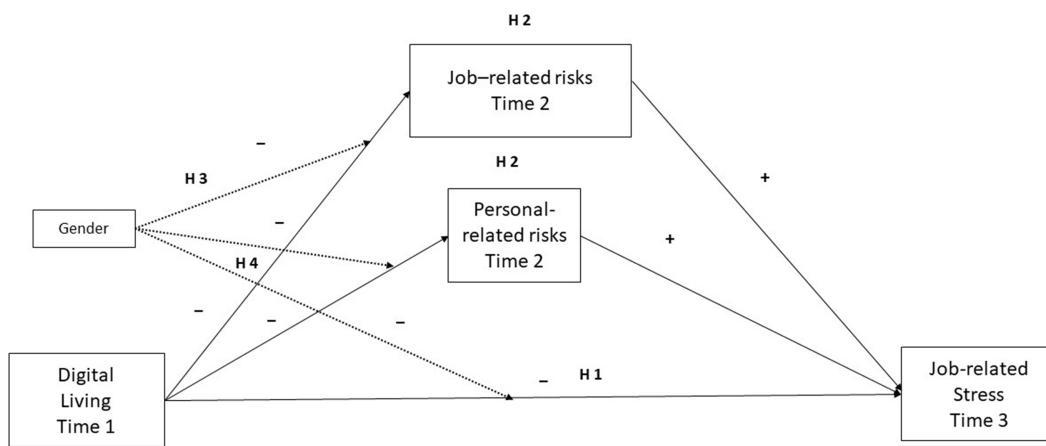 H 2
Job–related risks
Time 2
–
H 2
H 3
+
Personal-
related risks
Time 2
–
Gender
+
H 4
–
–
–
Digital
Living
Time 1
–
H 1
Job-related
Stress
Time 3